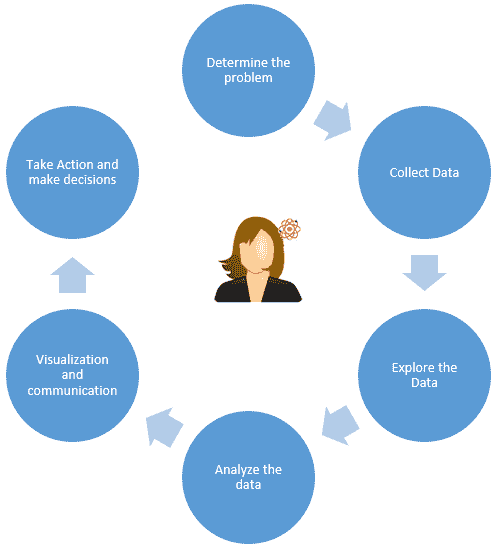 Determine the
problem
Collect Data
Explore the
Data
Analyze the
data
Visualization
and
communication
Take Action and
make decisions